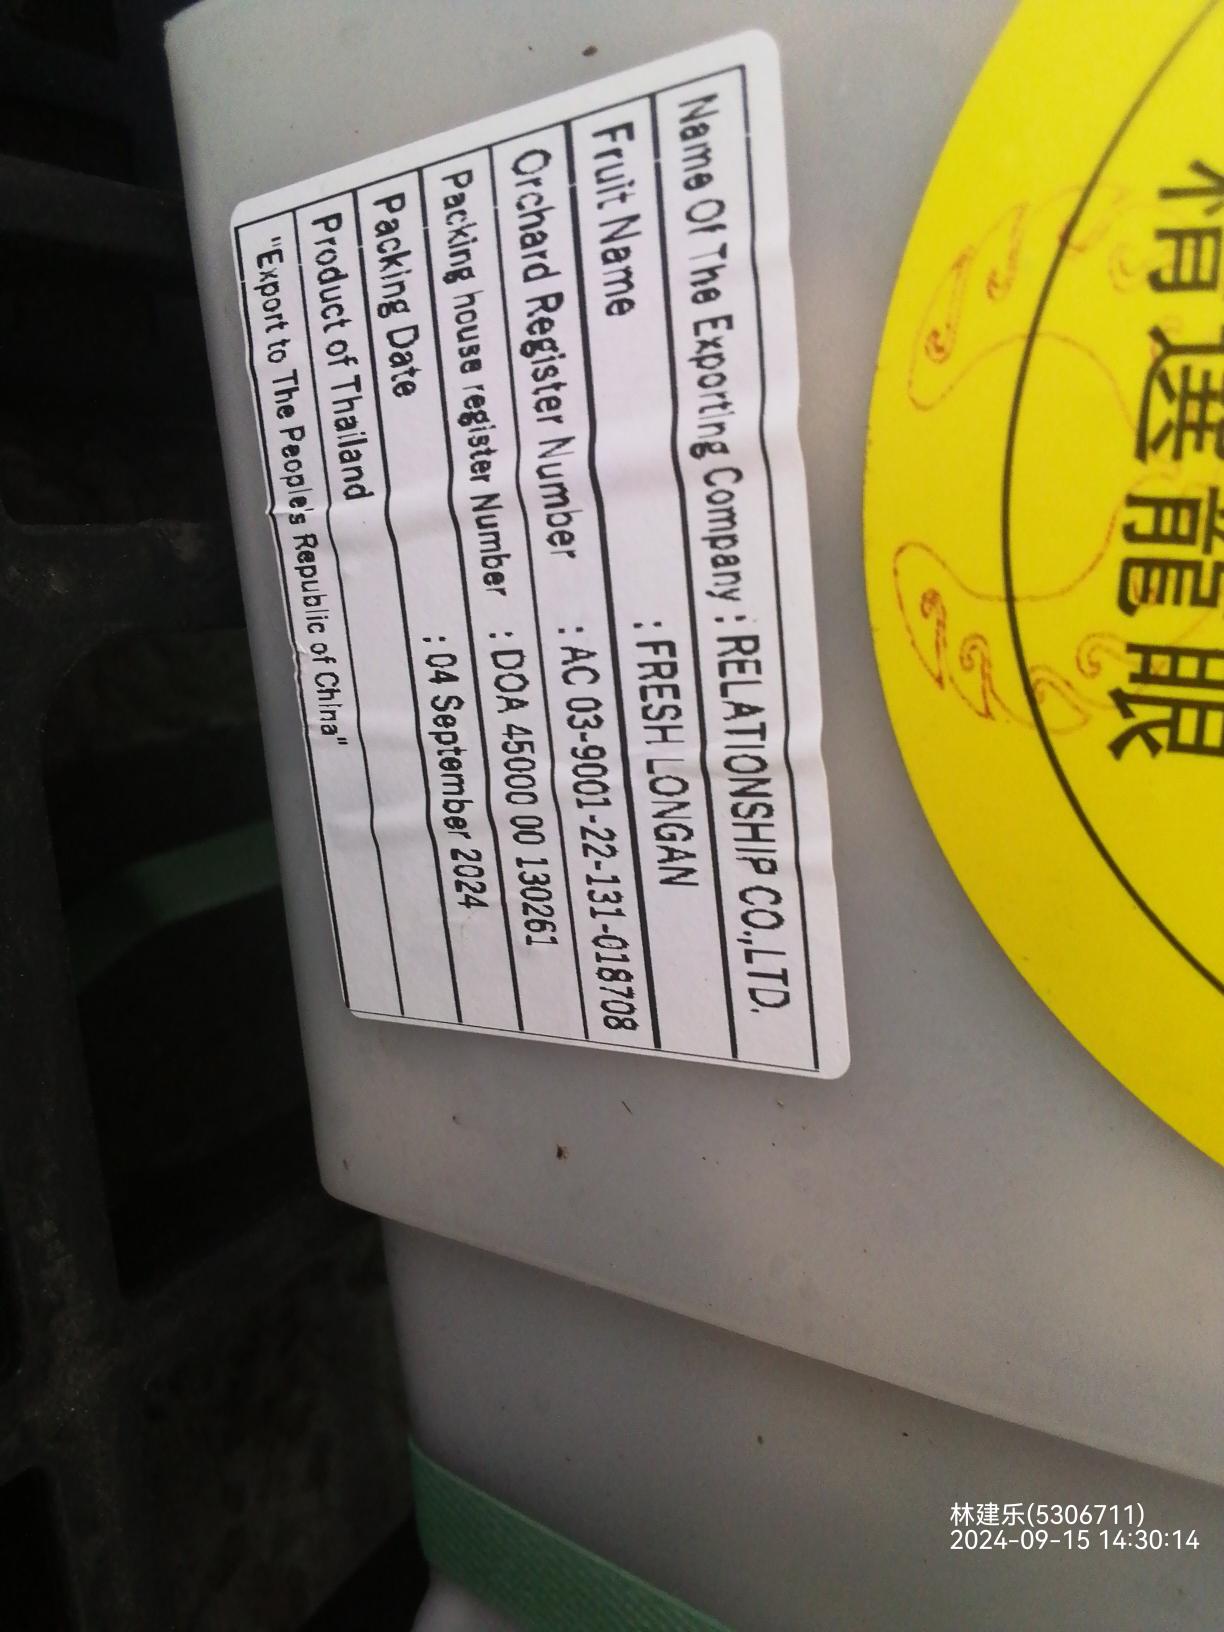 Name Of The Exporting Company : RELATIONSHIP CO.,LTD.
Fruit Name : FRESH LONGAN
Orchard Register Number : AC 03-9001-22-131-018708
Packing house register Number : DOA 45000 00 130261
Packing Date : 04 September 2024
Product of Thailand
"Export to The People's Republic of China"
精選龍眼
林建乐(5306711)
2024-09-15 14:30:14